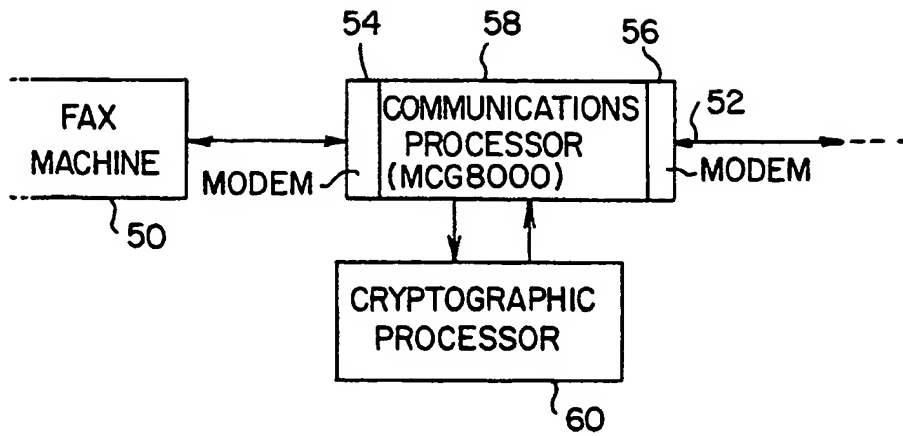 54
58
56
FAX
MACHINE
COMMUNICATIONS
PROCESSOR
(MCG8000)
52
MODEM
MODEM
50
CRYPTOGRAPHIC
PROCESSOR
60